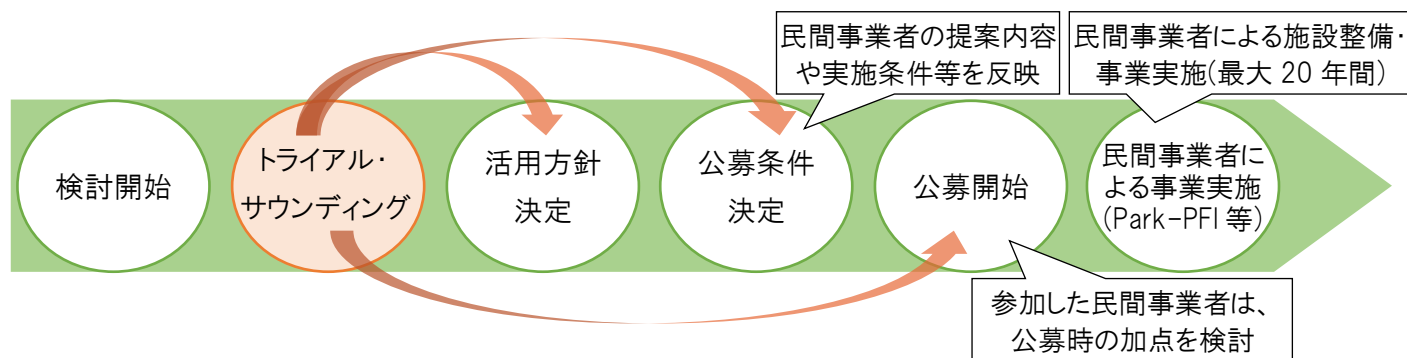 民間事業者の提案内容
や実施条件等を反映
民間事業者による施設整備・
事業実施(最大 20 年間)
検討開始
トライアル・
サウンディング
活用方針
決定
公募条件
決定
公募開始
民間事業者に
よる事業実施
(Park-PFI 等)
参加した民間事業者は、
公募時の加点を検討